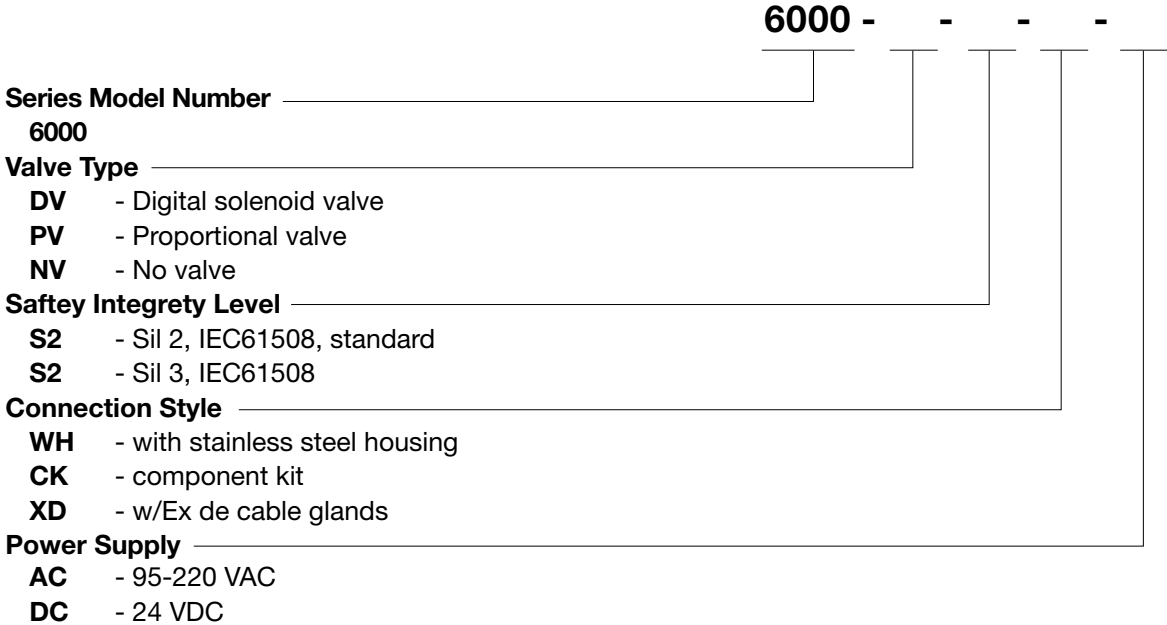 6000 - - - -
Series Model Number
6000
Valve Type
DV - Digital solenoid valve
PV - Proportional valve
NV - No valve
Saftey Integrety Level
S2 - Sil 2, IEC61508, standard
S2 - Sil 3, IEC61508
Connection Style
WH - with stainless steel housing
CK - component kit
XD - w/Ex de cable glands
Power Supply
AC - 95-220 VAC
DC - 24 VDC